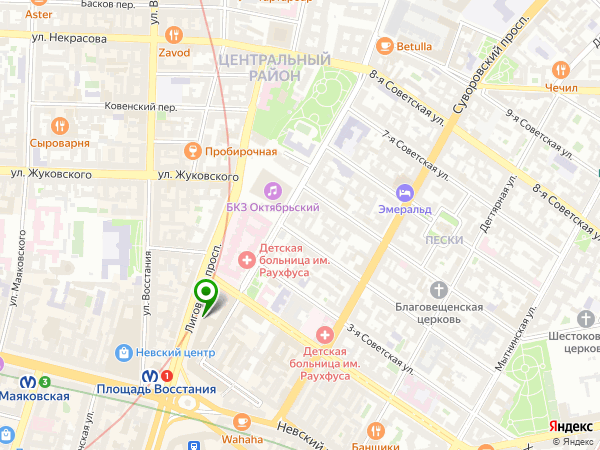 Басков пер.
Aster
ул. Некрасова
Zavod
ЦЕНТРАЛЬНЫЙ
РАЙОН
Betulla
Суворовский просп.
Чечил
8-я Советская ул.
9-я Советская ул.
Ковенский пер.
7-я Советская ул.
Сыроварня
Пробирочная
ул. Жуковского
ул. Жуковского
БКЗ Октябрьский
Эмеральд
8-я Советская ул.
Дегтярная ул.
ПЕСКИ
ул. Маяковского
ул. Восстания
просп.
Детская
больница им.
Раухфуса
Благовещенская
церковь
3-я Советская ул.
Мытнинская ул.
Невский центр
Детская
больница им.
Раухфуса
Площадь Восстания
1
3
Маяковская
Wahaha
Невский
Банщики
Яндекс
© Яндекс